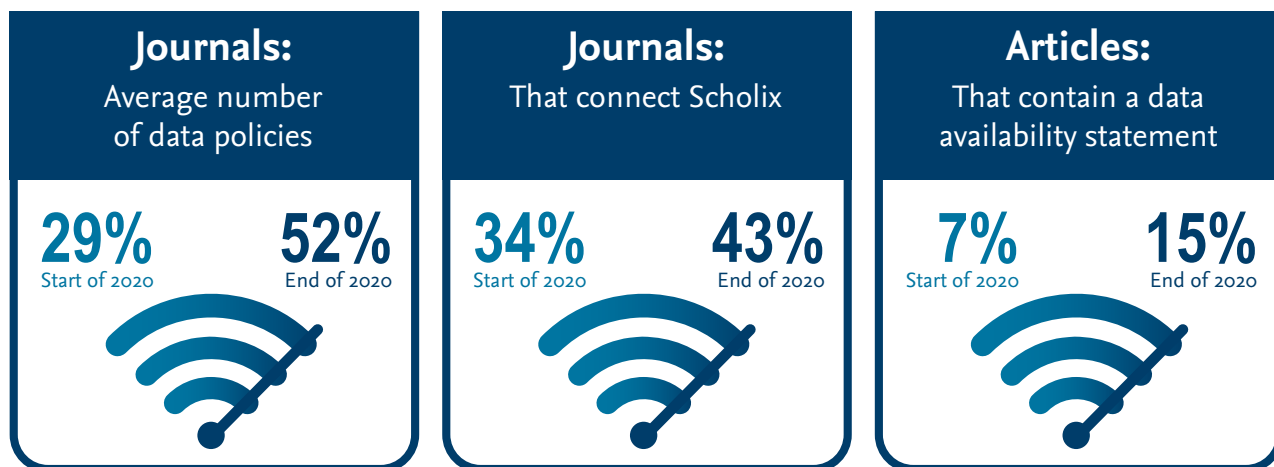 Journals:
Average number
of data policies
29%
Start of 2020
52%
End of 2020
Journals:
That connect Scholix
34%
Start of 2020
43%
End of 2020
Articles:
That contain a data
availability statement
7%
Start of 2020
15%
End of 2020